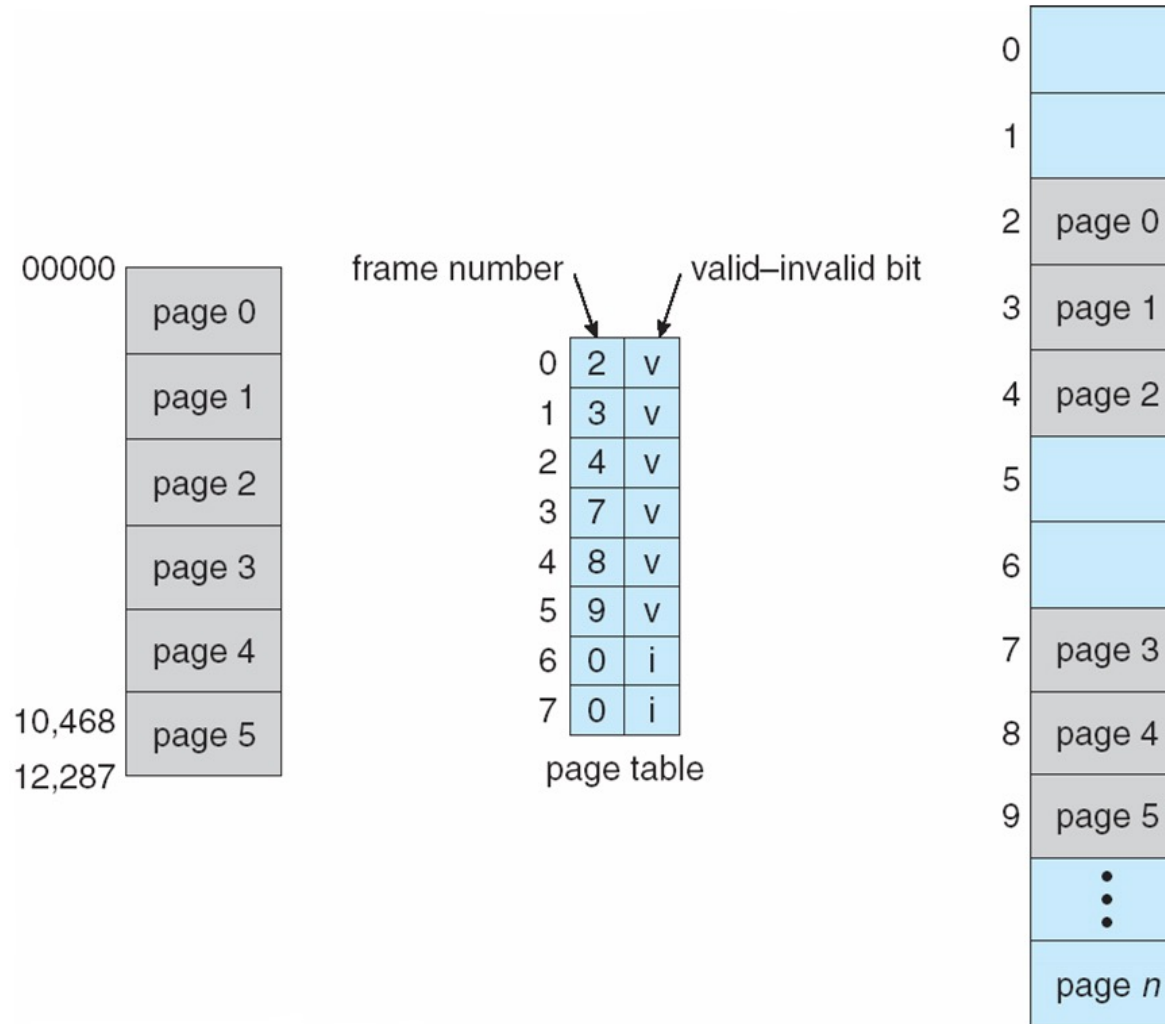 00000
page 0
page 1
page 2
page 3
page 4
10,468
page 5
12,287
frame number
valid–invalid bit
0 2 v
1 3 v
2 4 v
3 7 v
4 8 v
5 9 v
6 0 i
7 0 i
page table
0
1
2 page 0
3 page 1
4 page 2
5
6
7 page 3
8 page 4
9 page 5
page n